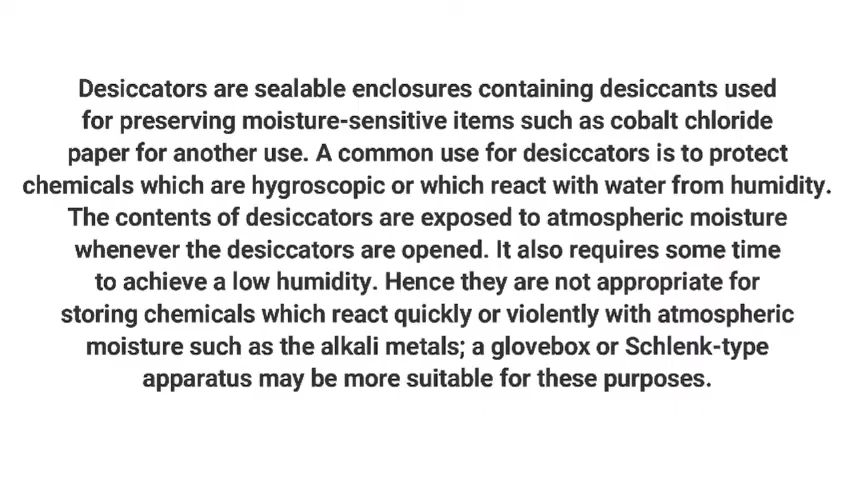 Desiccators are sealable enclosures containing desiccants used
for preserving moisture-sensitive items such as cobalt chloride
paper for another use. A common use for desiccators is to protect
chemicals which are hygroscopic or which react with water from humidity.
The contents of desiccators are exposed to atmospheric moisture
whenever the desiccators are opened. It also requires some time
to achieve a low humidity. Hence they are not appropriate for
storing chemicals which react quickly or violently with atmospheric
moisture such as the alkali metals; a glovebox or Schlenk-type
apparatus may be more suitable for these purposes.